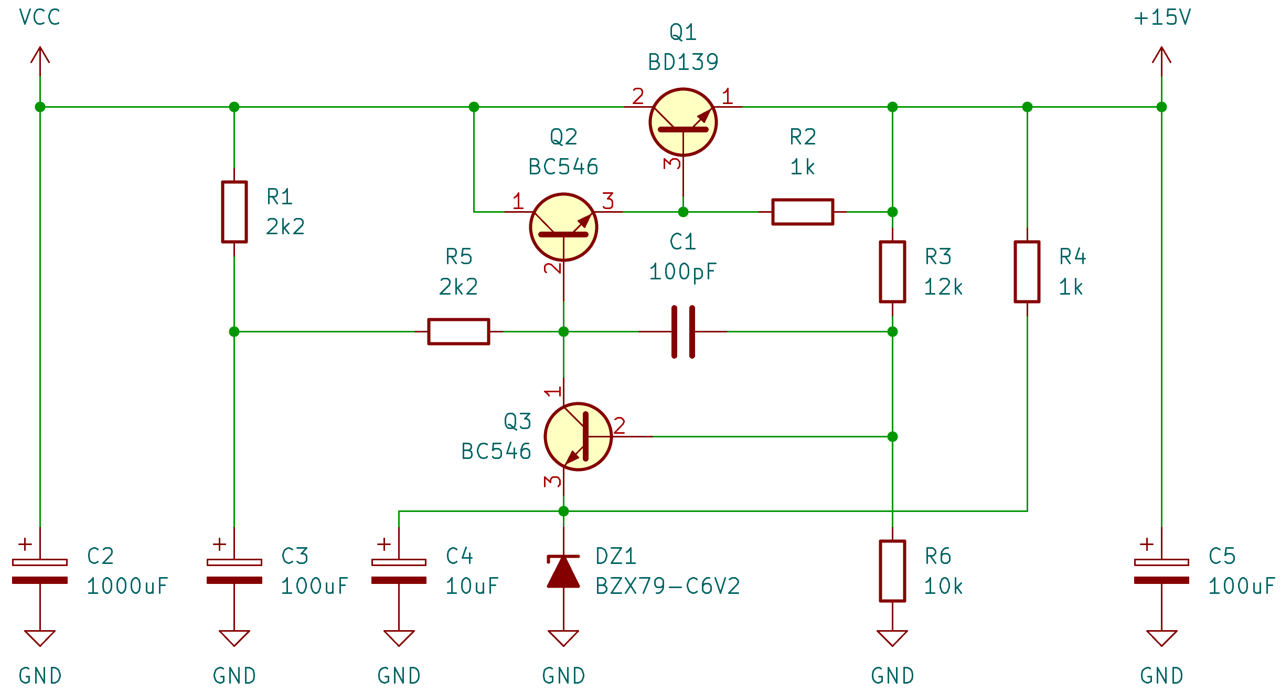 VCC
+15V
Q1
BD139
2
1
Q2
BC546
R2
1k
3
R1
2k2
1
3
C1
100pF
R5
2k2
2
R3
12k
R4
1k
1
Q3
BC546
2
3
+
C2
1000uF
+
C3
100uF
+
C4
10uF
DZ1
BZX79-C6V2
R6
10k
+
C5
100uF
GND
GND
GND
GND
GND
GND